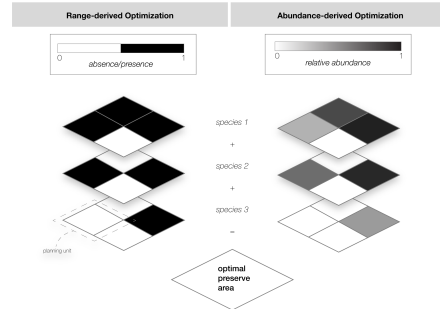 Range-derived Optimization
Abundance-derived Optimization
0 1
absence/presence
0 1
relative abundance
species 1
+
species 2
+
species 3
=
planning unit
optimal
preserve
area